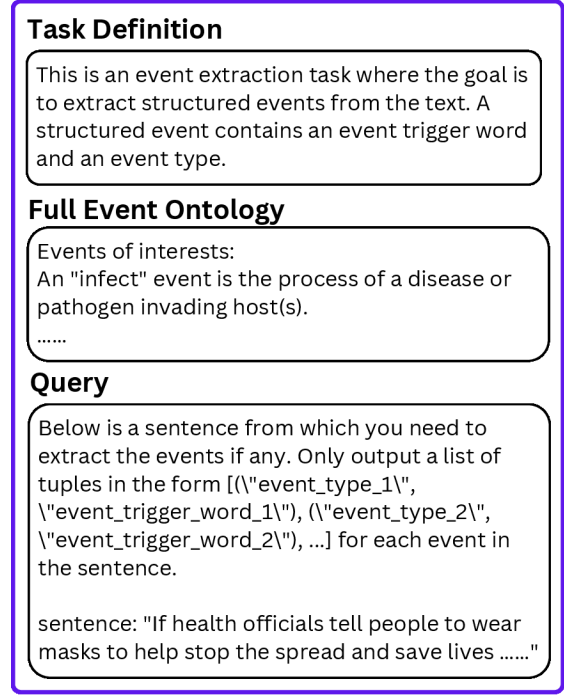 Task Definition
This is an event extraction task where the goal is
to extract structured events from the text. A
structured event contains an event trigger word
and an event type.
Full Event Ontology
Events of interests:
An "infect" event is the process of a disease or
pathogen invading host(s).
......
Query
Below is a sentence from which you need to
extract the events if any. Only output a list of
tuples in the form [(\"event_type_1\",
\"event_trigger_word_1\"), (\"event_type_2\",
\"event_trigger_word_2\"), ...] for each event in
the sentence.
sentence: "If health officials tell people to wear
masks to help stop the spread and save lives ......"